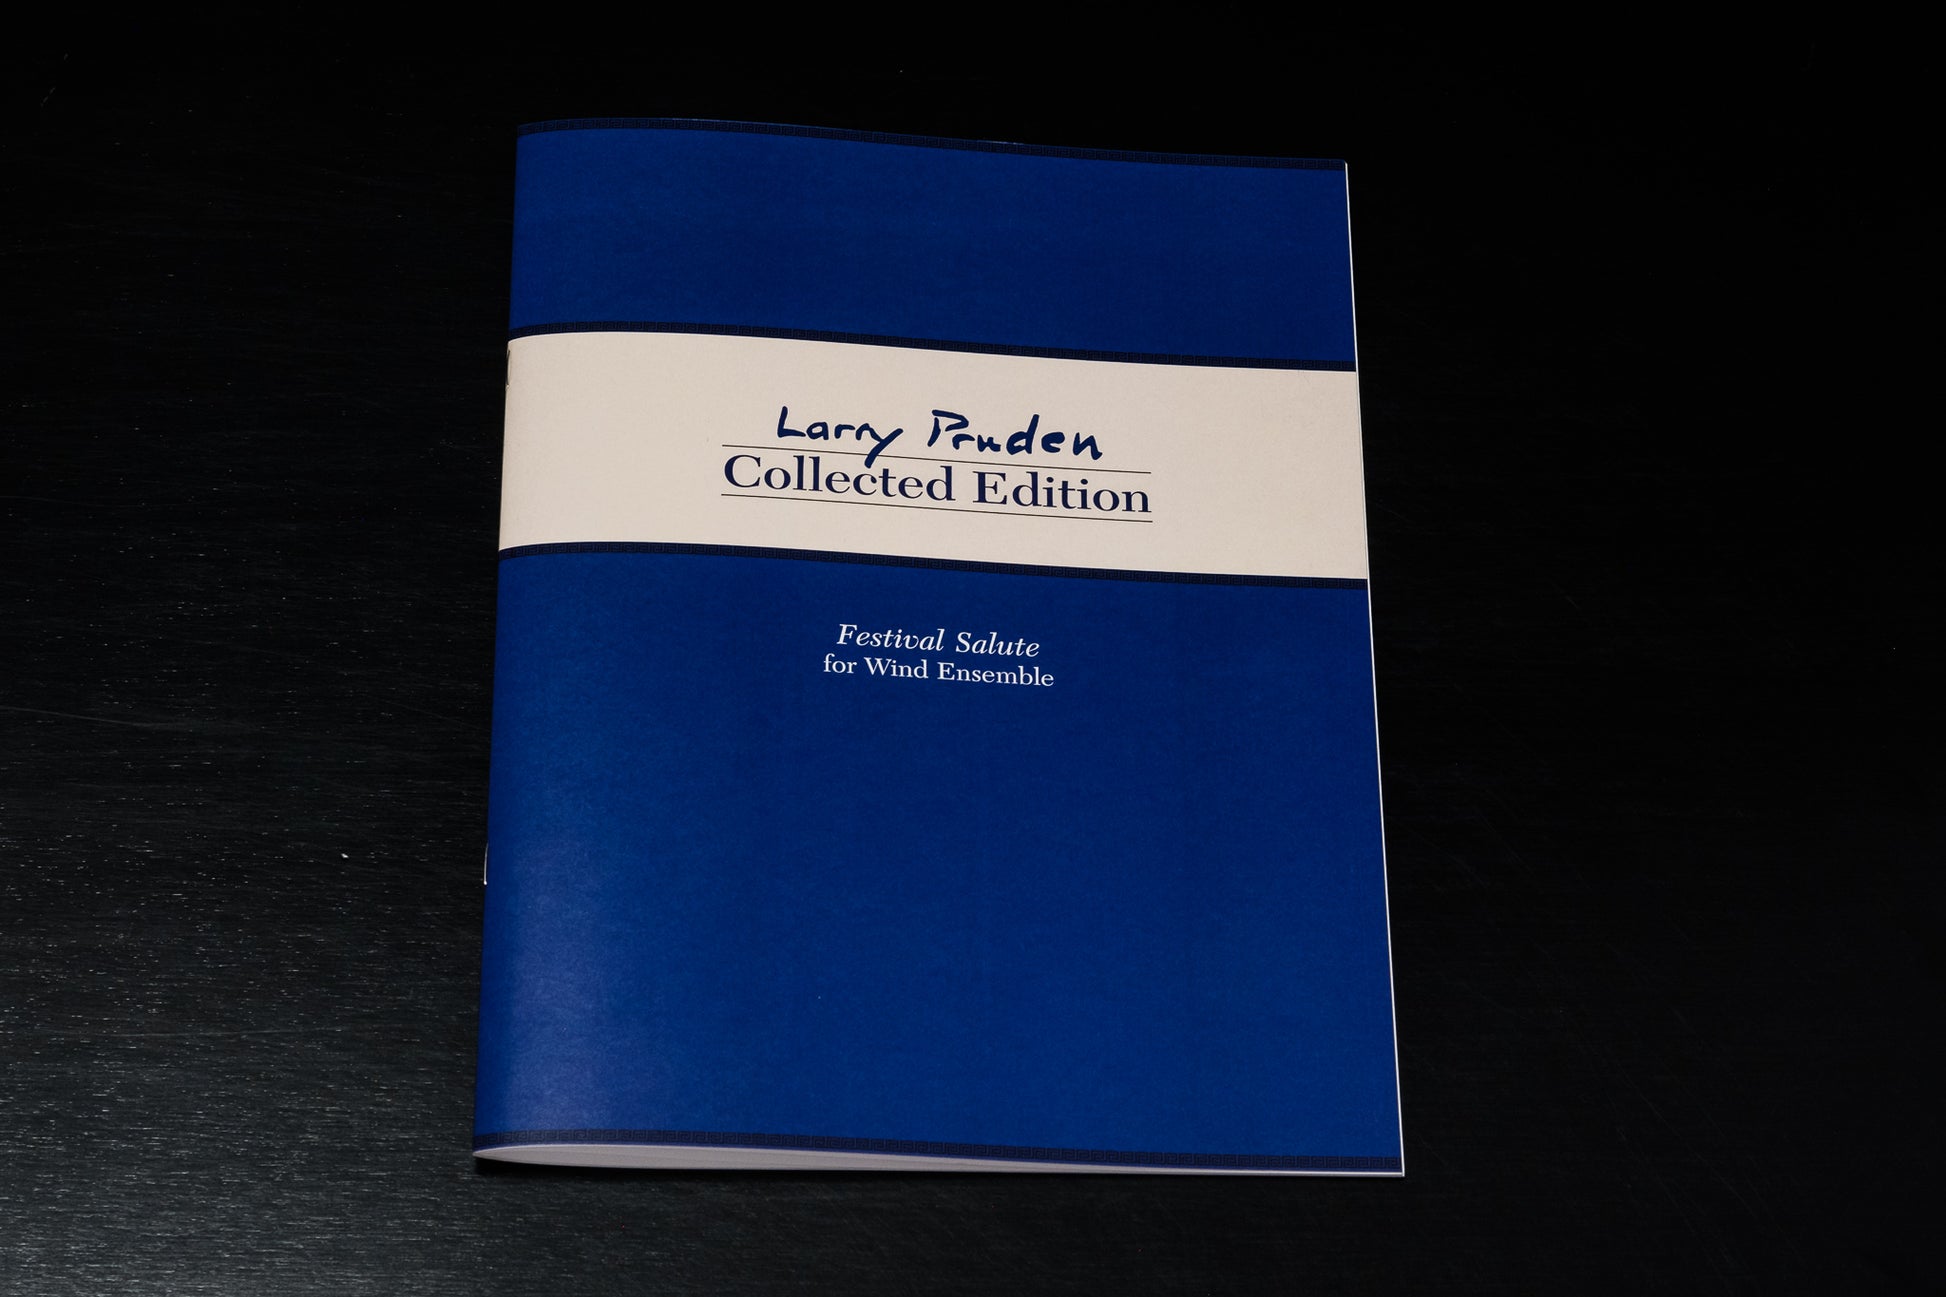 Larry Pruden
Collected Edition
Festival Salute
for Wind Ensemble